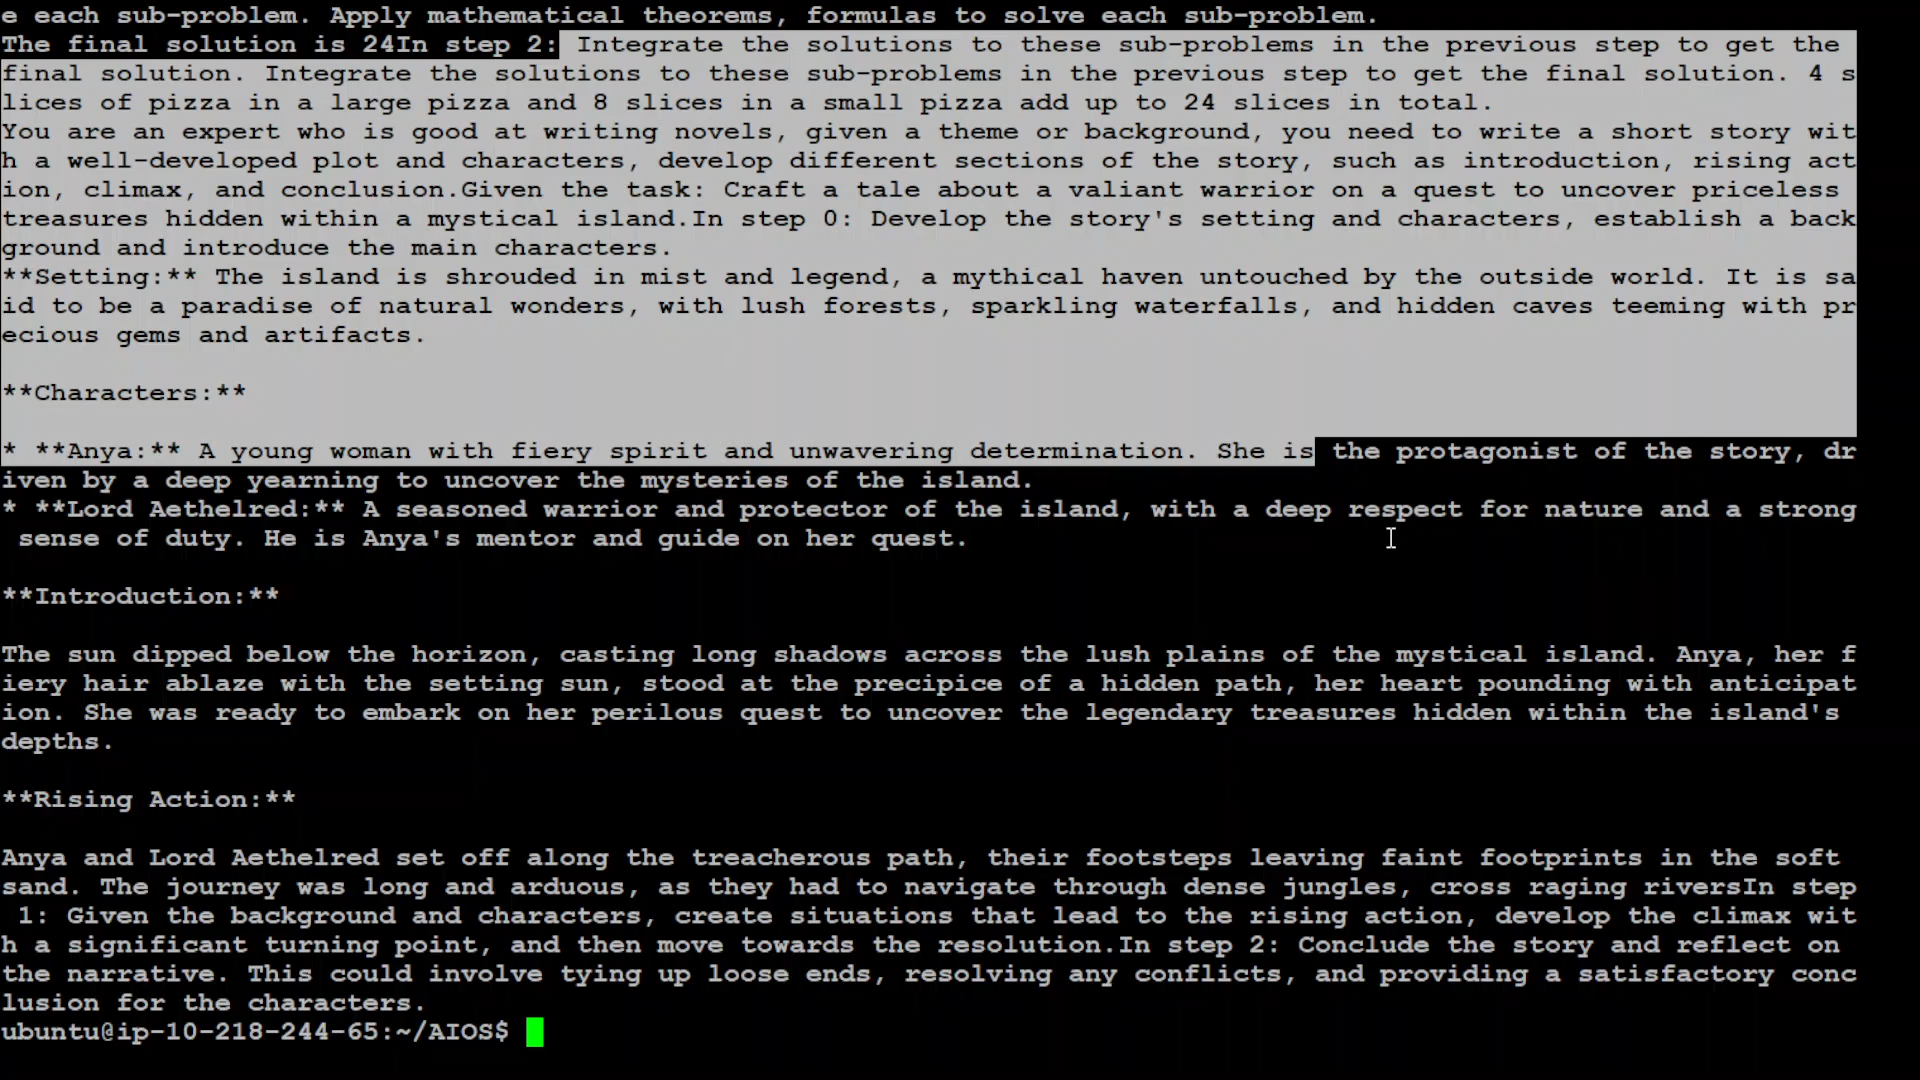 e each sub-problem. Apply mathematical theorems, formulas to solve each sub-problem.
The final solution is 24In step 2: Integrate the solutions to these sub-problems in the previous step to get the
final solution. Integrate the solutions to these sub-problems in the previous step to get the final solution. 4 s
lices of pizza in a large pizza and 8 slices in a small pizza add up to 24 slices in total.
You are an expert who is good at writing novels, given a theme or background, you need to write a short story wit
h a well-developed plot and characters, develop different sections of the story, such as introduction, rising act
ion, climax, and conclusion.Given the task: Craft a tale about a valiant warrior on a quest to uncover priceless
treasures hidden within a mystical island.In step 0: Develop the story's setting and characters, establish a back
ground and introduce the main characters.
**Setting:** The island is shrouded in mist and legend, a mythical haven untouched by the outside world. It is sa
id to be a paradise of natural wonders, with lush forests, sparkling waterfalls, and hidden caves teeming with pr
ecious gems and artifacts.
**Characters:**
* **Anya:** A young woman with fiery spirit and unwavering determination. She is the protagonist of the story, dr
iven by a deep yearning to uncover the mysteries of the island.
* **Lord Aethelred:** A seasoned warrior and protector of the island, with a deep respect for nature and a strong
sense of duty. He is Anya's mentor and guide on her quest.
**Introduction:**
The sun dipped below the horizon, casting long shadows across the lush plains of the mystical island. Anya, her f
iery hair ablaze with the setting sun, stood at the precipice of a hidden path, her heart pounding with anticipat
ion. She was ready to embark on her perilous quest to uncover the legendary treasures hidden within the island's
depths.
**Rising Action:**
Anya and Lord Aethelred set off along the treacherous path, their footsteps leaving faint footprints in the soft
sand. The journey was long and arduous, as they had to navigate through dense jungles, cross raging riversIn step
1: Given the background and characters, create situations that lead to the rising action, develop the climax wit
h a significant turning point, and then move towards the resolution.In step 2: Conclude the story and reflect on
the narrative. This could involve tying up loose ends, resolving any conflicts, and providing a satisfactory conc
lusion for the characters.
ubuntu@ip-10-218-244-65:~/AIOS$